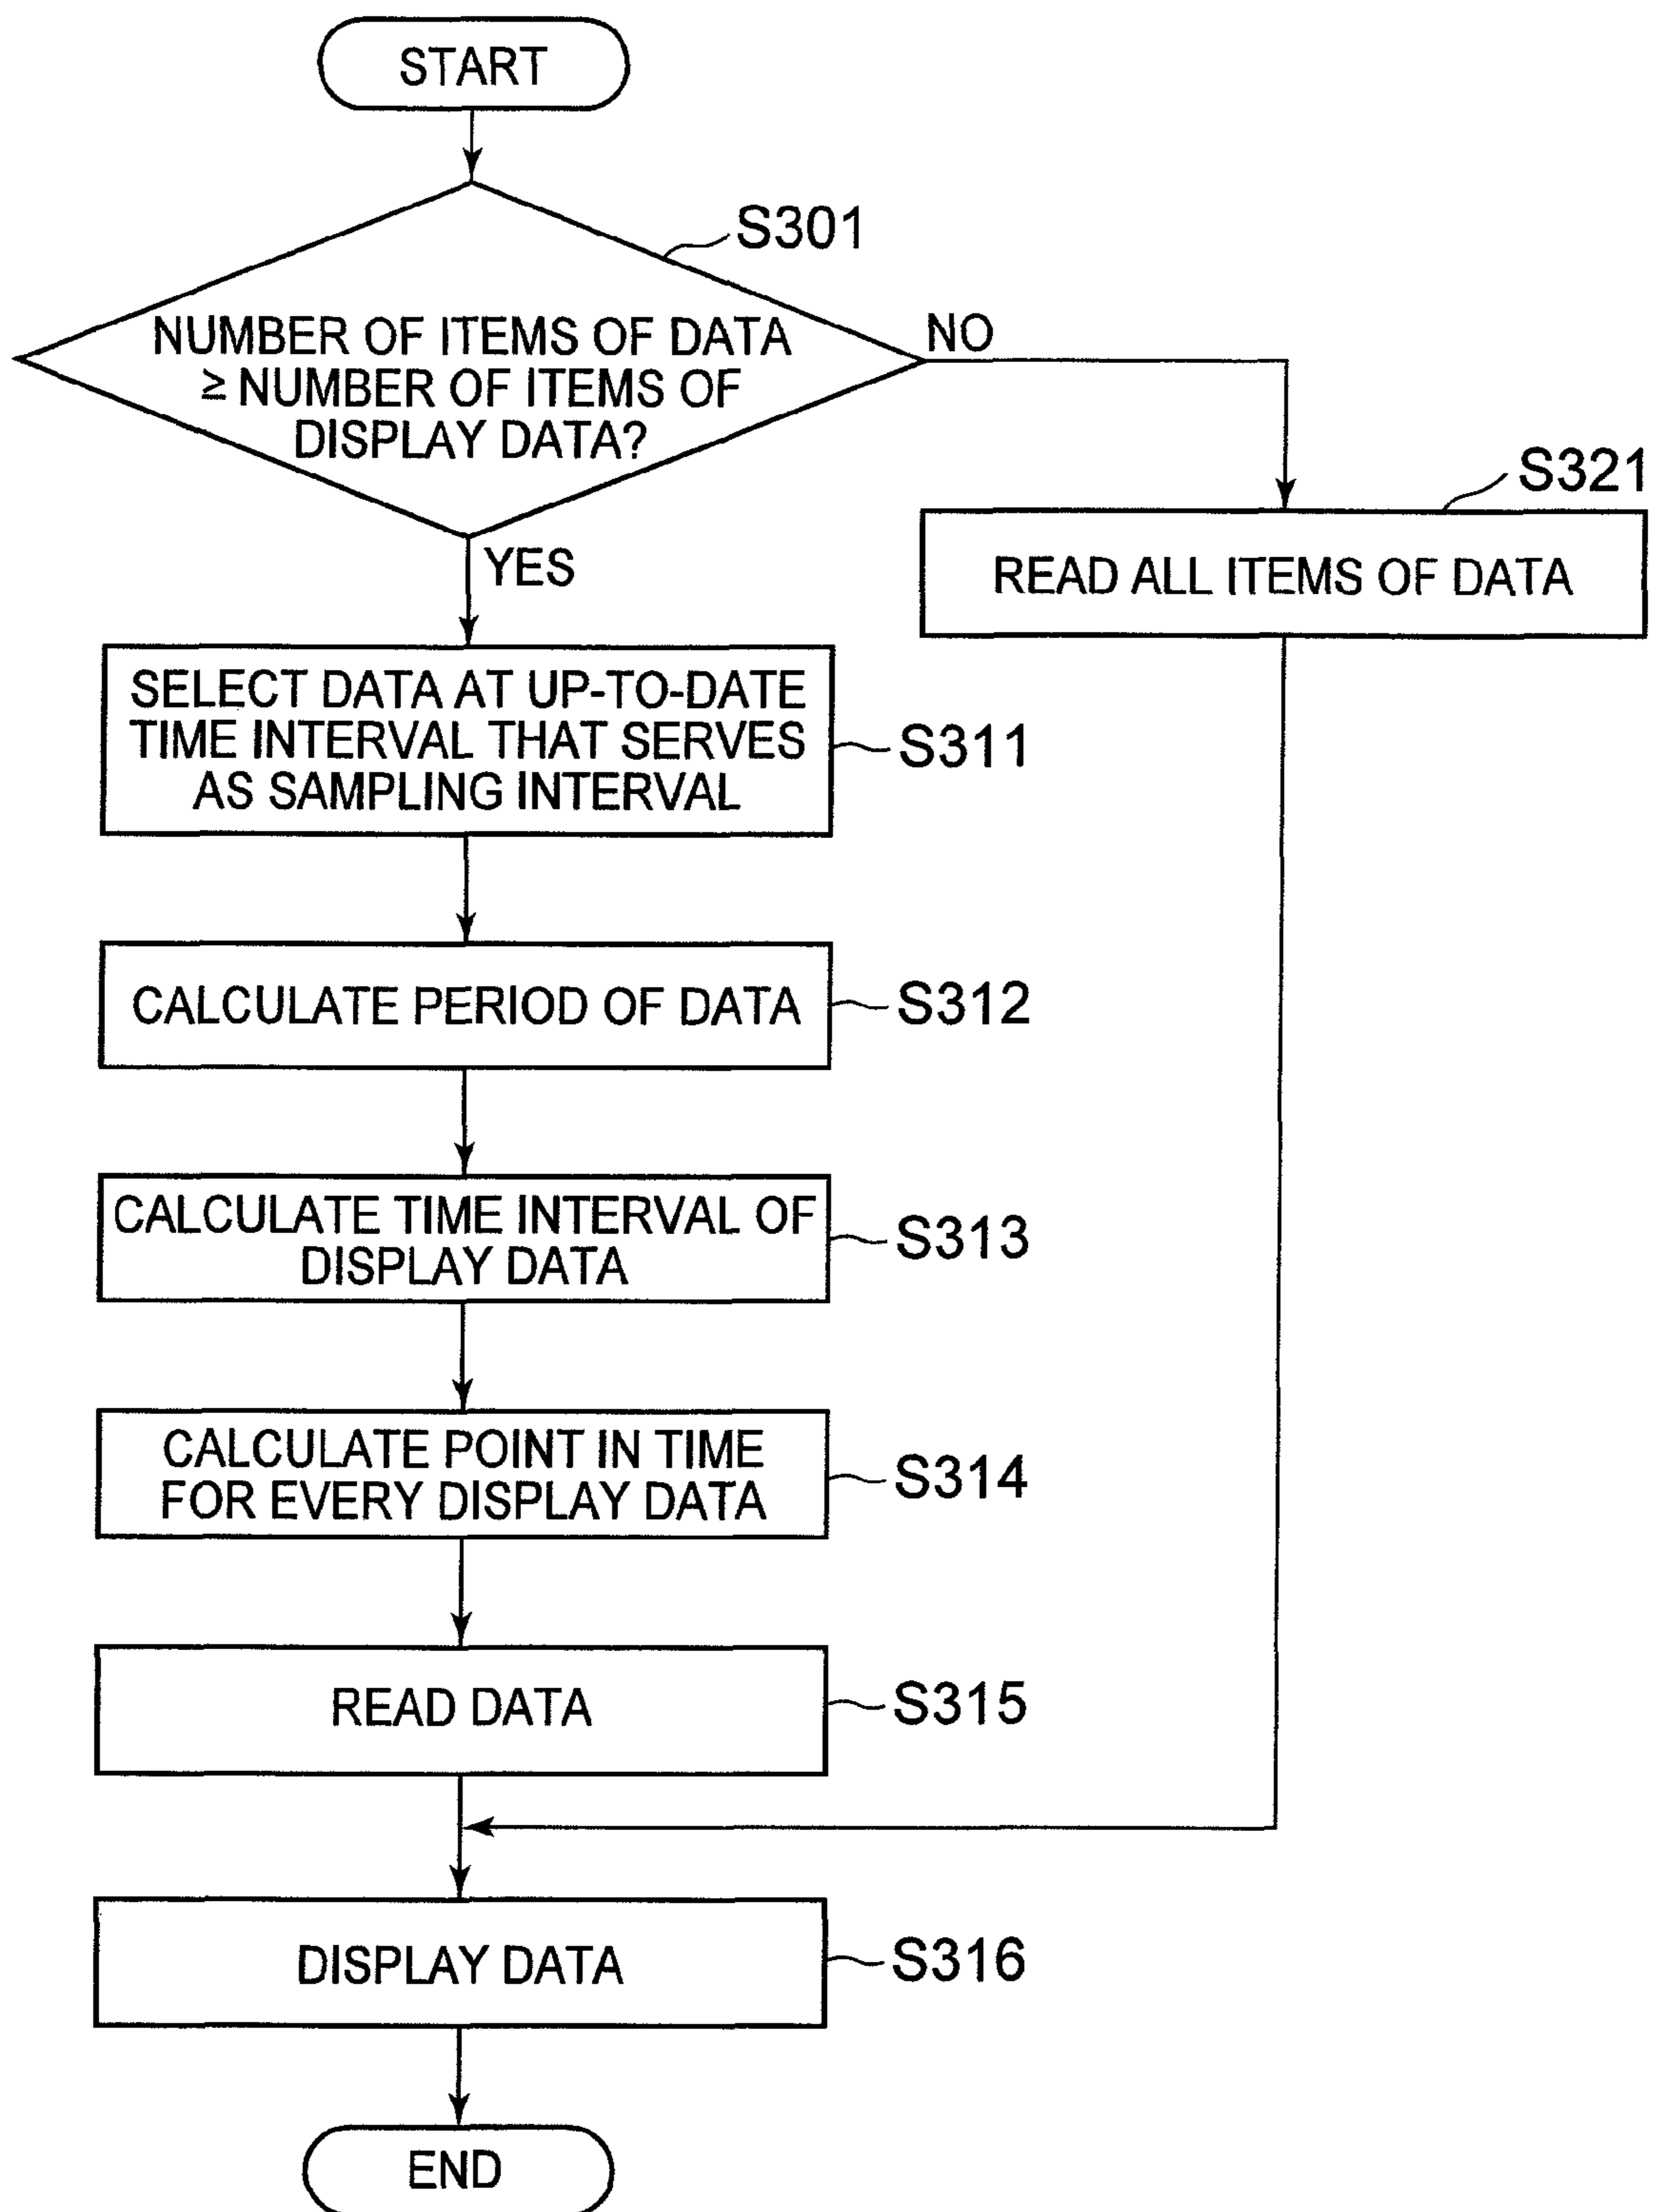 START
S301
NUMBER OF ITEMS OF DATA
≥ NUMBER OF ITEMS OF
DISPLAY DATA?
NO
YES
S321
READ ALL ITEMS OF DATA
SELECT DATA AT UP-TO-DATE
TIME INTERVAL THAT SERVES
AS SAMPLING INTERVAL
S311
CALCULATE PERIOD OF DATA
S312
CALCULATE TIME INTERVAL OF
DISPLAY DATA
S313
CALCULATE POINT IN TIME
FOR EVERY DISPLAY DATA
S314
READ DATA
S315
DISPLAY DATA
S316
END